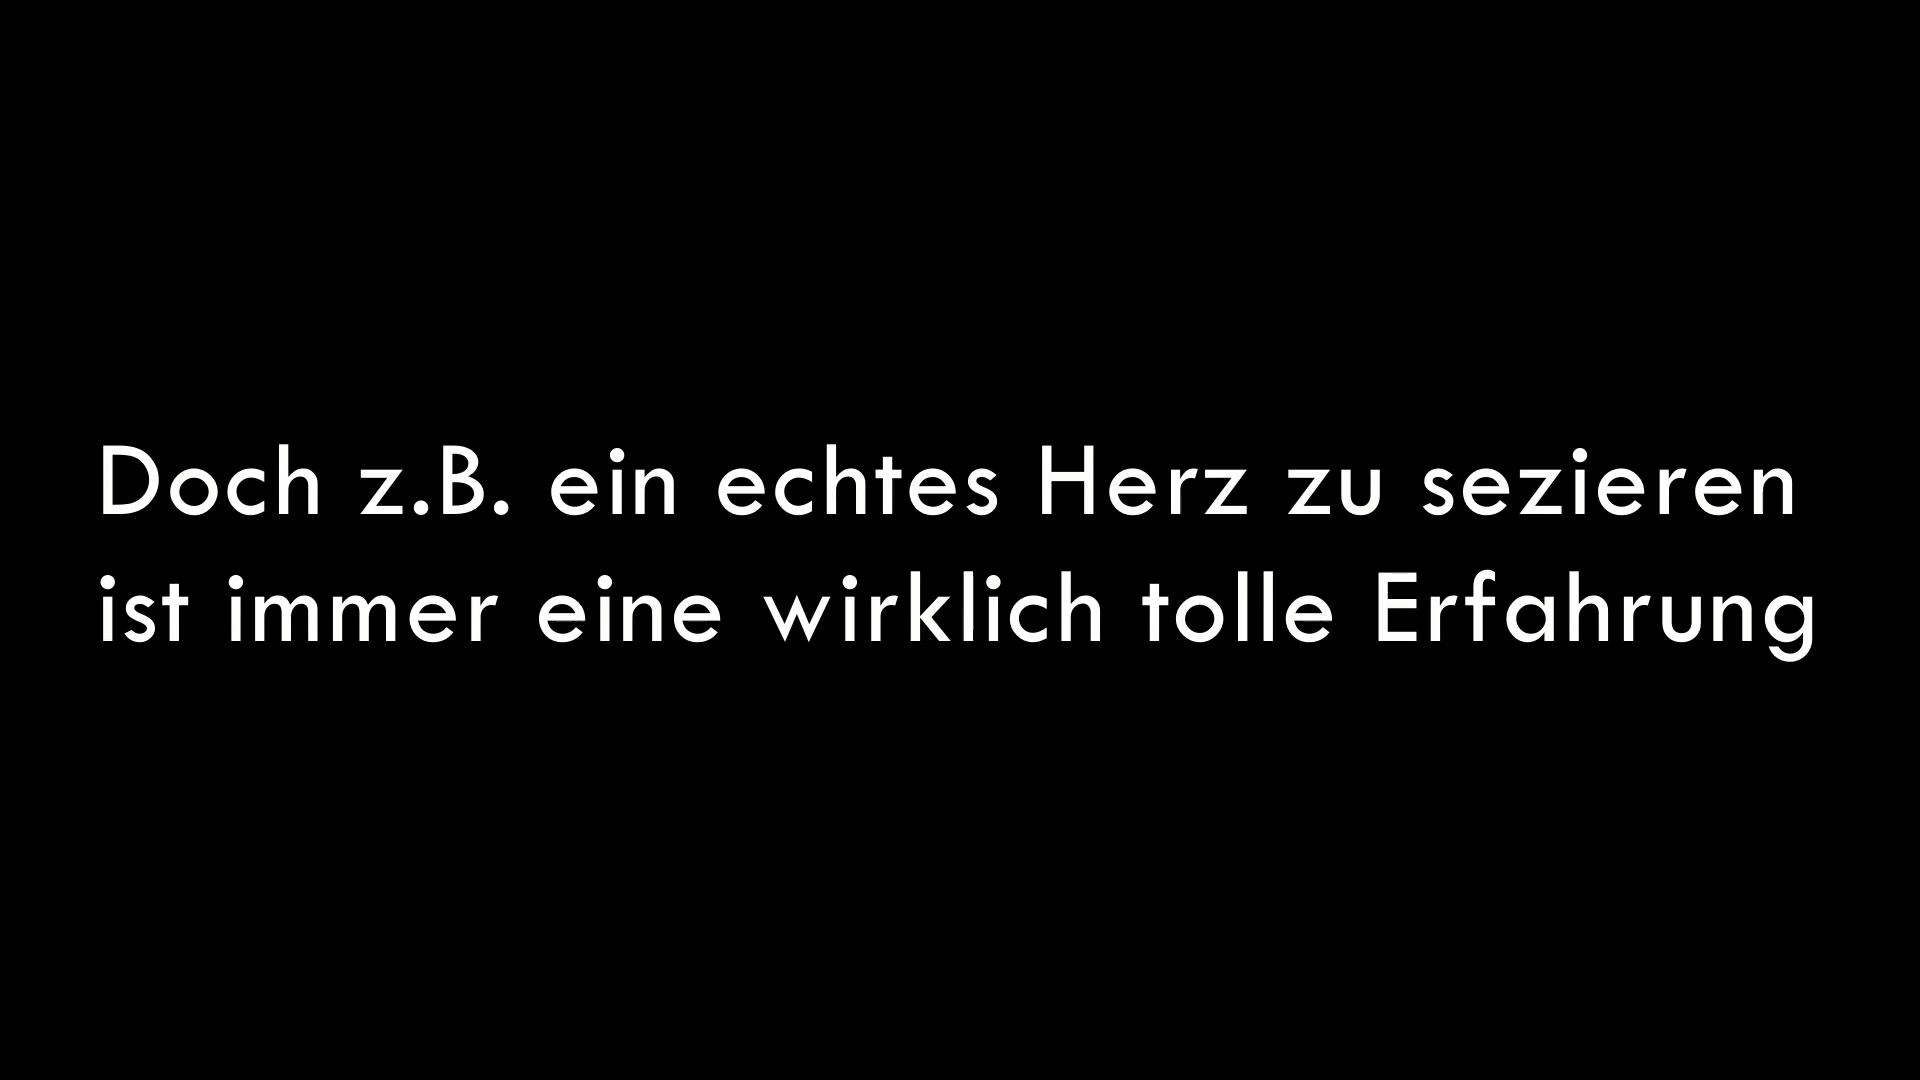 Doch z.B. ein echtes Herz zu sezieren
ist immer eine wirklich tolle Erfahrung